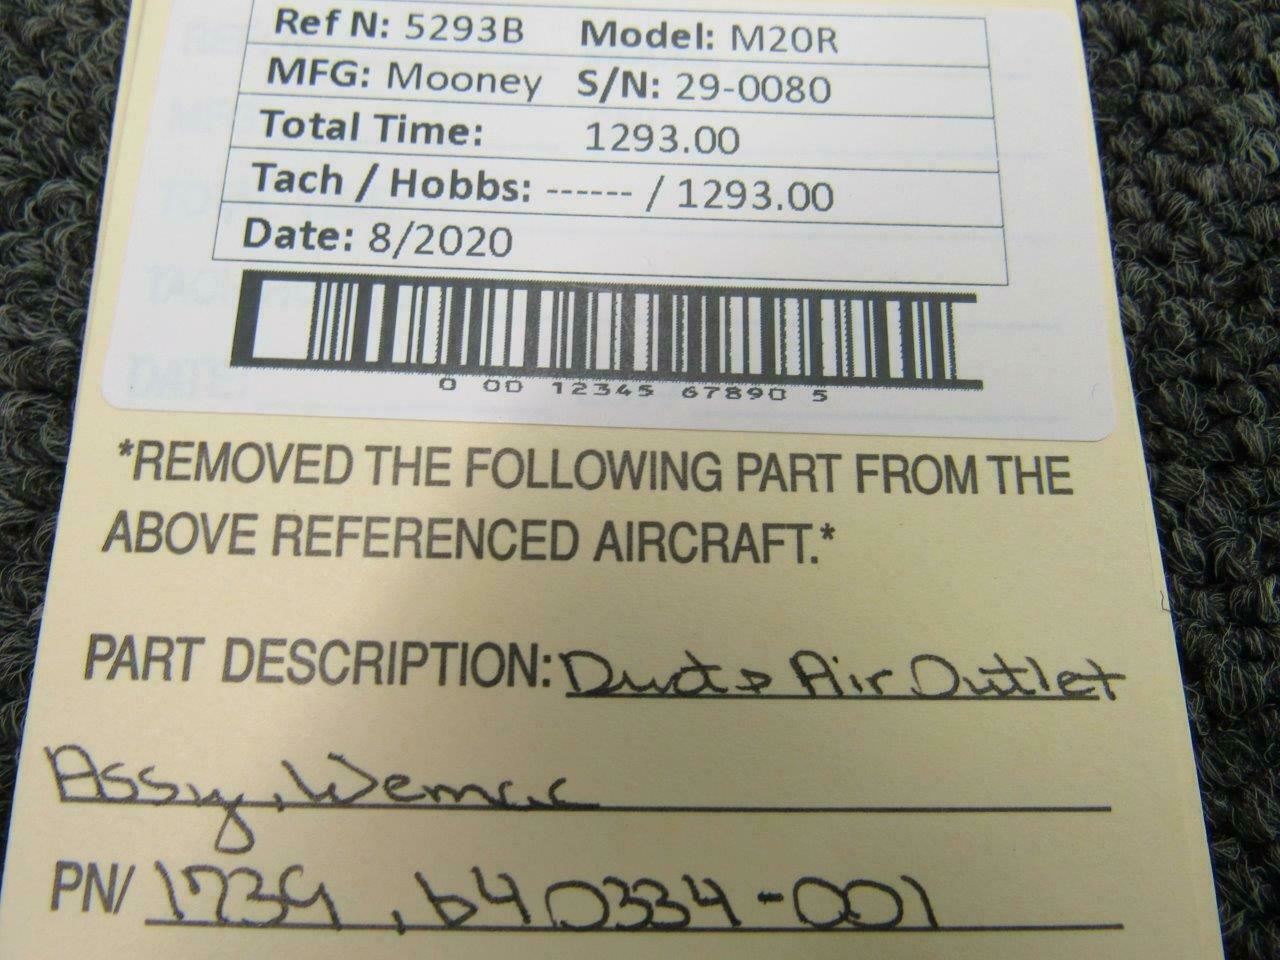 Ref N: 5293B Model: M20R
MFG: Mooney S/N: 29-0080
Total Time: 1293.00
Tach / Hobbs: ------ / 1293.00
Date: 8/2020
0 00 12345 67890 5
*REMOVED THE FOLLOWING PART FROM THE
ABOVE REFERENCED AIRCRAFT.*
PART DESCRIPTION: Duct & Air Outlet
Assy, Wemac
PN/ 1739, 640334-001